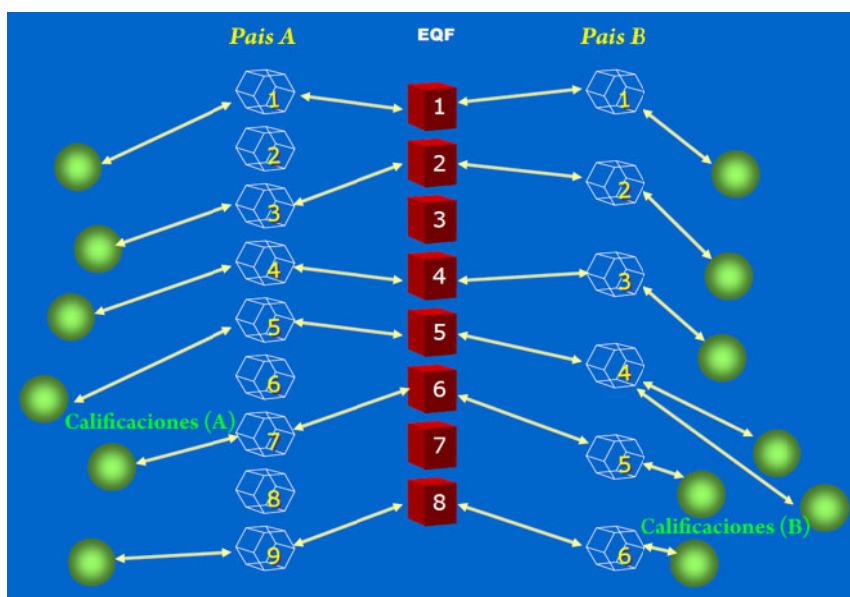 Pais A EQF Pais B
1 1 1
2 2 2
3 3
4 4 3
5 5 4
6 6
Calificaciones (A)
7 7 5
8 8
Calificaciones (B)
9 6